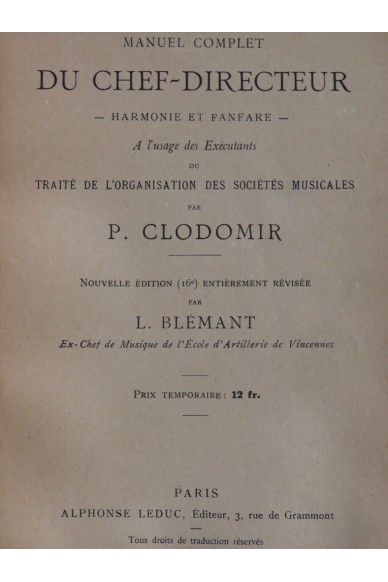 MANUEL COMPLET
DU CHEF-DIRECTEUR
— HARMONIE ET FANFARE —
A l'usage des Exécutants
OU
TRAITÉ DE L'ORGANISATION DES SOCIÉTÉS MUSICALES
PAR
P. CLODOMIR
NOUVELLE ÉDITION (16e) ENTIÈREMENT RÉVISÉE
PAR
L. BLÉMANT
Ex-Chef de Musique de l'École d'Artillerie de Vincennes
PRIX TEMPORAIRE : 12 fr.
PARIS
ALPHONSE LEDUC, Éditeur, 3, rue de Grammont
Tous droits de traduction réservés